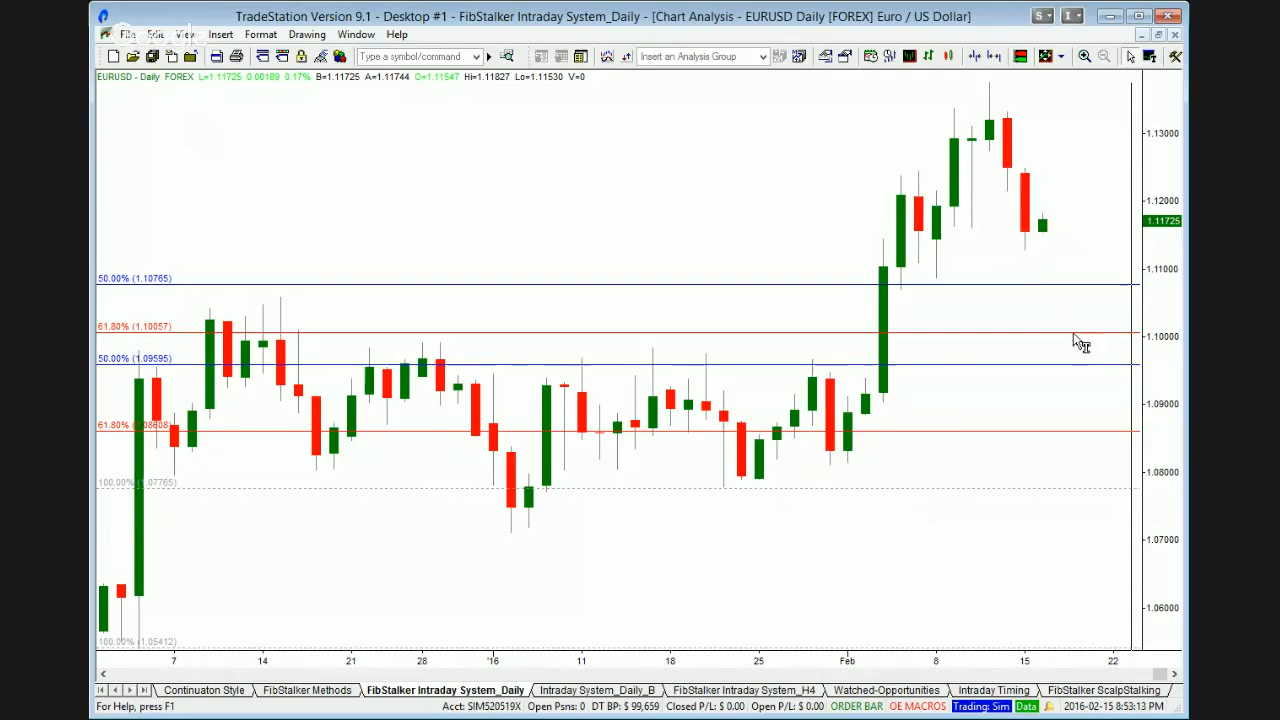 TradeStation Version 9.1 - Desktop #1 - FibStalker Intraday System_Daily - [Chart Analysis - EURUSD Daily [FOREX] Euro / US Dollar]
S I
File Edit View Insert Format Drawing Window Help
Type a symbol/command Insert an Analysis Group
EURUSD - Daily FOREX L=1.11725 0.00189 0.17% B=1.11725 A=1.11744 O=1.11547 Hi=1.11827 Lo=1.11530 V=0
1.13000
1.12000
1.11725
1.11000
50.00% (1.10765)
61.80% (1.10057)
1.10000
50.00% (1.09595)
1.09000
61.80% (1.08608)
1.08000
100.00% (1.07765)
1.07000
1.06000
100.00% (1.05412)
7 14 21 28 '16 11 18 25 Feb 8 15 22
Continuaton Style FibStalker Methods FibStalker Intraday System_Daily Intraday System_Daily_B FibStalker Intraday System_H4 Watched-Opportunities Intraday Timing FibStalker ScalpStalking
For Help, press F1 Acct: SIM520519X Open Psns: 0 DT BP: $ 99,659 Closed P/L: $ 0.00 Open P/L: $ 0.00 ORDER BAR OE MACROS Trading: Sim Data 2016-02-15 8:53:13 PM